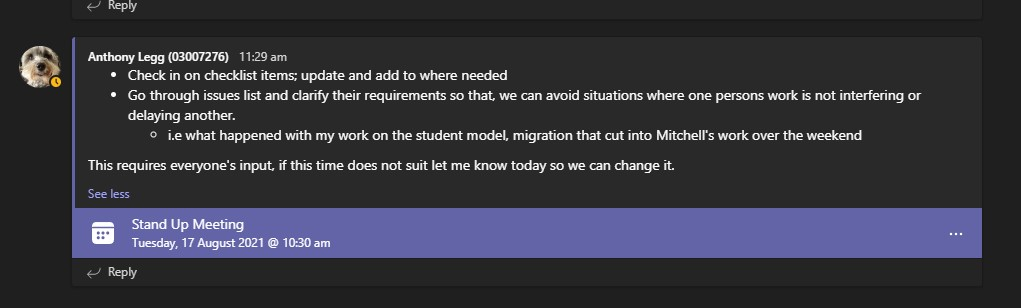 Reply
Anthony Legg (03007276) 11:29 am
• Check in on checklist items; update and add to where needed
• Go through issues list and clarify their requirements so that, we can avoid situations where one persons work is not interfering or
delaying another.
○ i.e what happened with my work on the student model, migration that cut into Mitchell's work over the weekend
This requires everyone's input, if this time does not suit let me know today so we can change it.
See less
Stand Up Meeting
Tuesday, 17 August 2021 @ 10:30 am
Reply